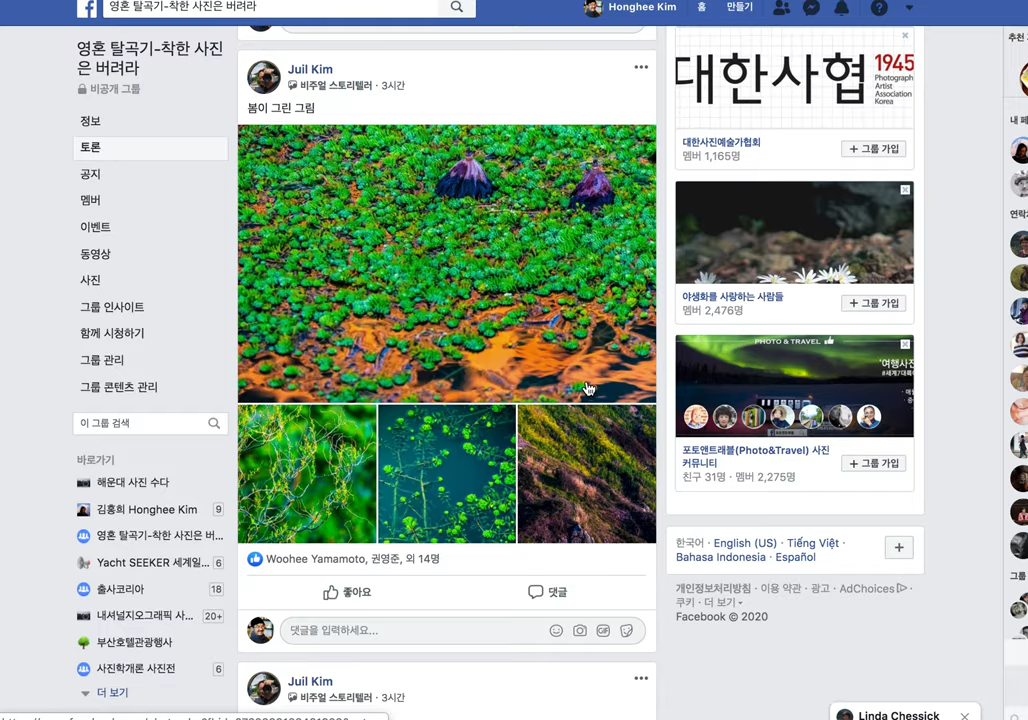 영혼 탈곡기-착한 사진은 버려라
Honghee Kim
홈
만들기
영혼 탈곡기-착한 사진
은 버려라
비공개 그룹
정보
토론
공지
멤버
이벤트
동영상
사진
그룹 인사이트
함께 시청하기
그룹 관리
그룹 콘텐츠 관리
이 그룹 검색
바로가기
해운대 사진 수다
김홍희 Honghee Kim 9
영혼 탈곡기-착한 사진은 버...
Yacht SEEKER 세계일... 6
출사코리아 18
내셔널지오그래픽 사... 20+
부산호텔관광행사
사진학개론 사진전 6
더 보기
Juil Kim
비주얼 스토리텔러 · 3시간
봄이 그린 그림
Woohee Yamamoto, 권영준, 외 14명
좋아요 댓글
댓글을 입력하세요...
GIF
Juil Kim
비주얼 스토리텔러 · 3시간
대한사협
1945
Photograph
Artist
Association
Korea
대한사진예술가협회
멤버 1,165명
+ 그룹 가입
야생화를 사랑하는 사람들
멤버 2,476명
+ 그룹 가입
PHOTO & TRAVEL
포토앤트래블(Photo&Travel) 사진
커뮤니티
친구 31명 · 멤버 2,275명
+ 그룹 가입
한국어 · English (US) · Tiếng Việt ·
Bahasa Indonesia · Español
개인정보처리방침 · 이용 약관 · 광고 · AdChoices ·
쿠키 · 더 보기
Facebook © 2020
추천
내 페
연락
그룹
Linda Chessick